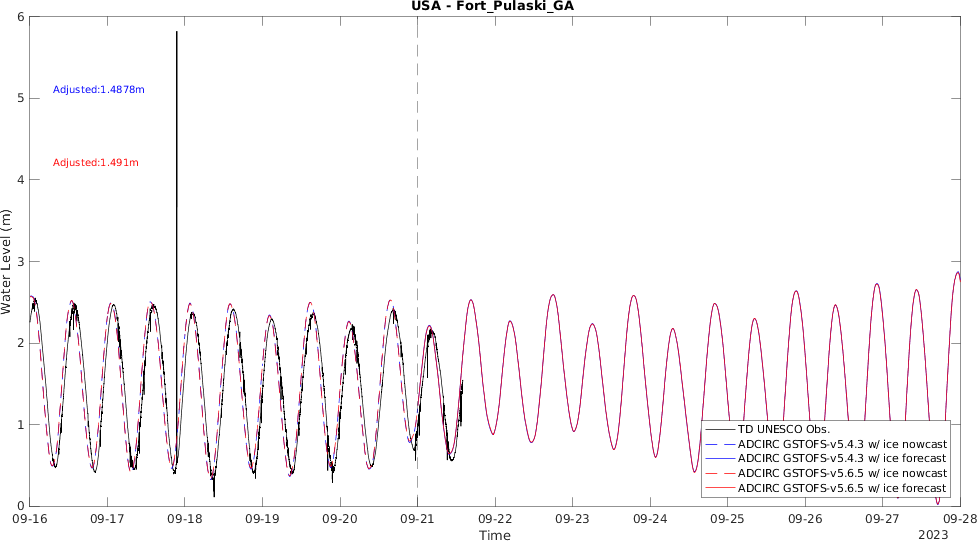 USA - Fort_Pulaski_GA
6
5
4
3
2
1
0
Water Level (m)
Adjusted:1.4878m
Adjusted:1.491m
TD UNESCO Obs.
ADCIRC GSTOFS-v5.4.3 w/ ice nowcast
ADCIRC GSTOFS-v5.4.3 w/ ice forecast
ADCIRC GSTOFS-v5.6.5 w/ ice nowcast
ADCIRC GSTOFS-v5.6.5 w/ ice forecast
09-16 09-17 09-18 09-19 09-20 09-21 09-22 09-23 09-24 09-25 09-26 09-27 09-28
Time
2023